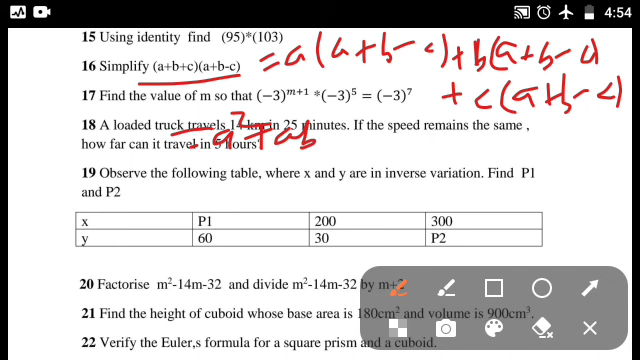 4:54
15 Using identity find (95)*(103)
16 Simplify (a+b+c)(a+b-c)
= a(a+b-c)+b(a+b-c)
+ c(a+b-c)
17 Find the value of m so that (−3)^{m+1} *(−3)^5 = (−3)^7
= a^2+ab
18 A loaded truck travels 14 km in 25 minutes. If the speed remains the same ,
how far can it travel in 5 hours?
19 Observe the following table, where x and y are in inverse variation. Find P1
and P2
x P1 200 300
y 60 30 P2
20 Factorise m²-14m-32 and divide m²-14m-32 by m+2
21 Find the height of cuboid whose base area is 180cm² and volume is 900cm³.
22 Verify the Euler,s formula for a square prism and a cuboid.